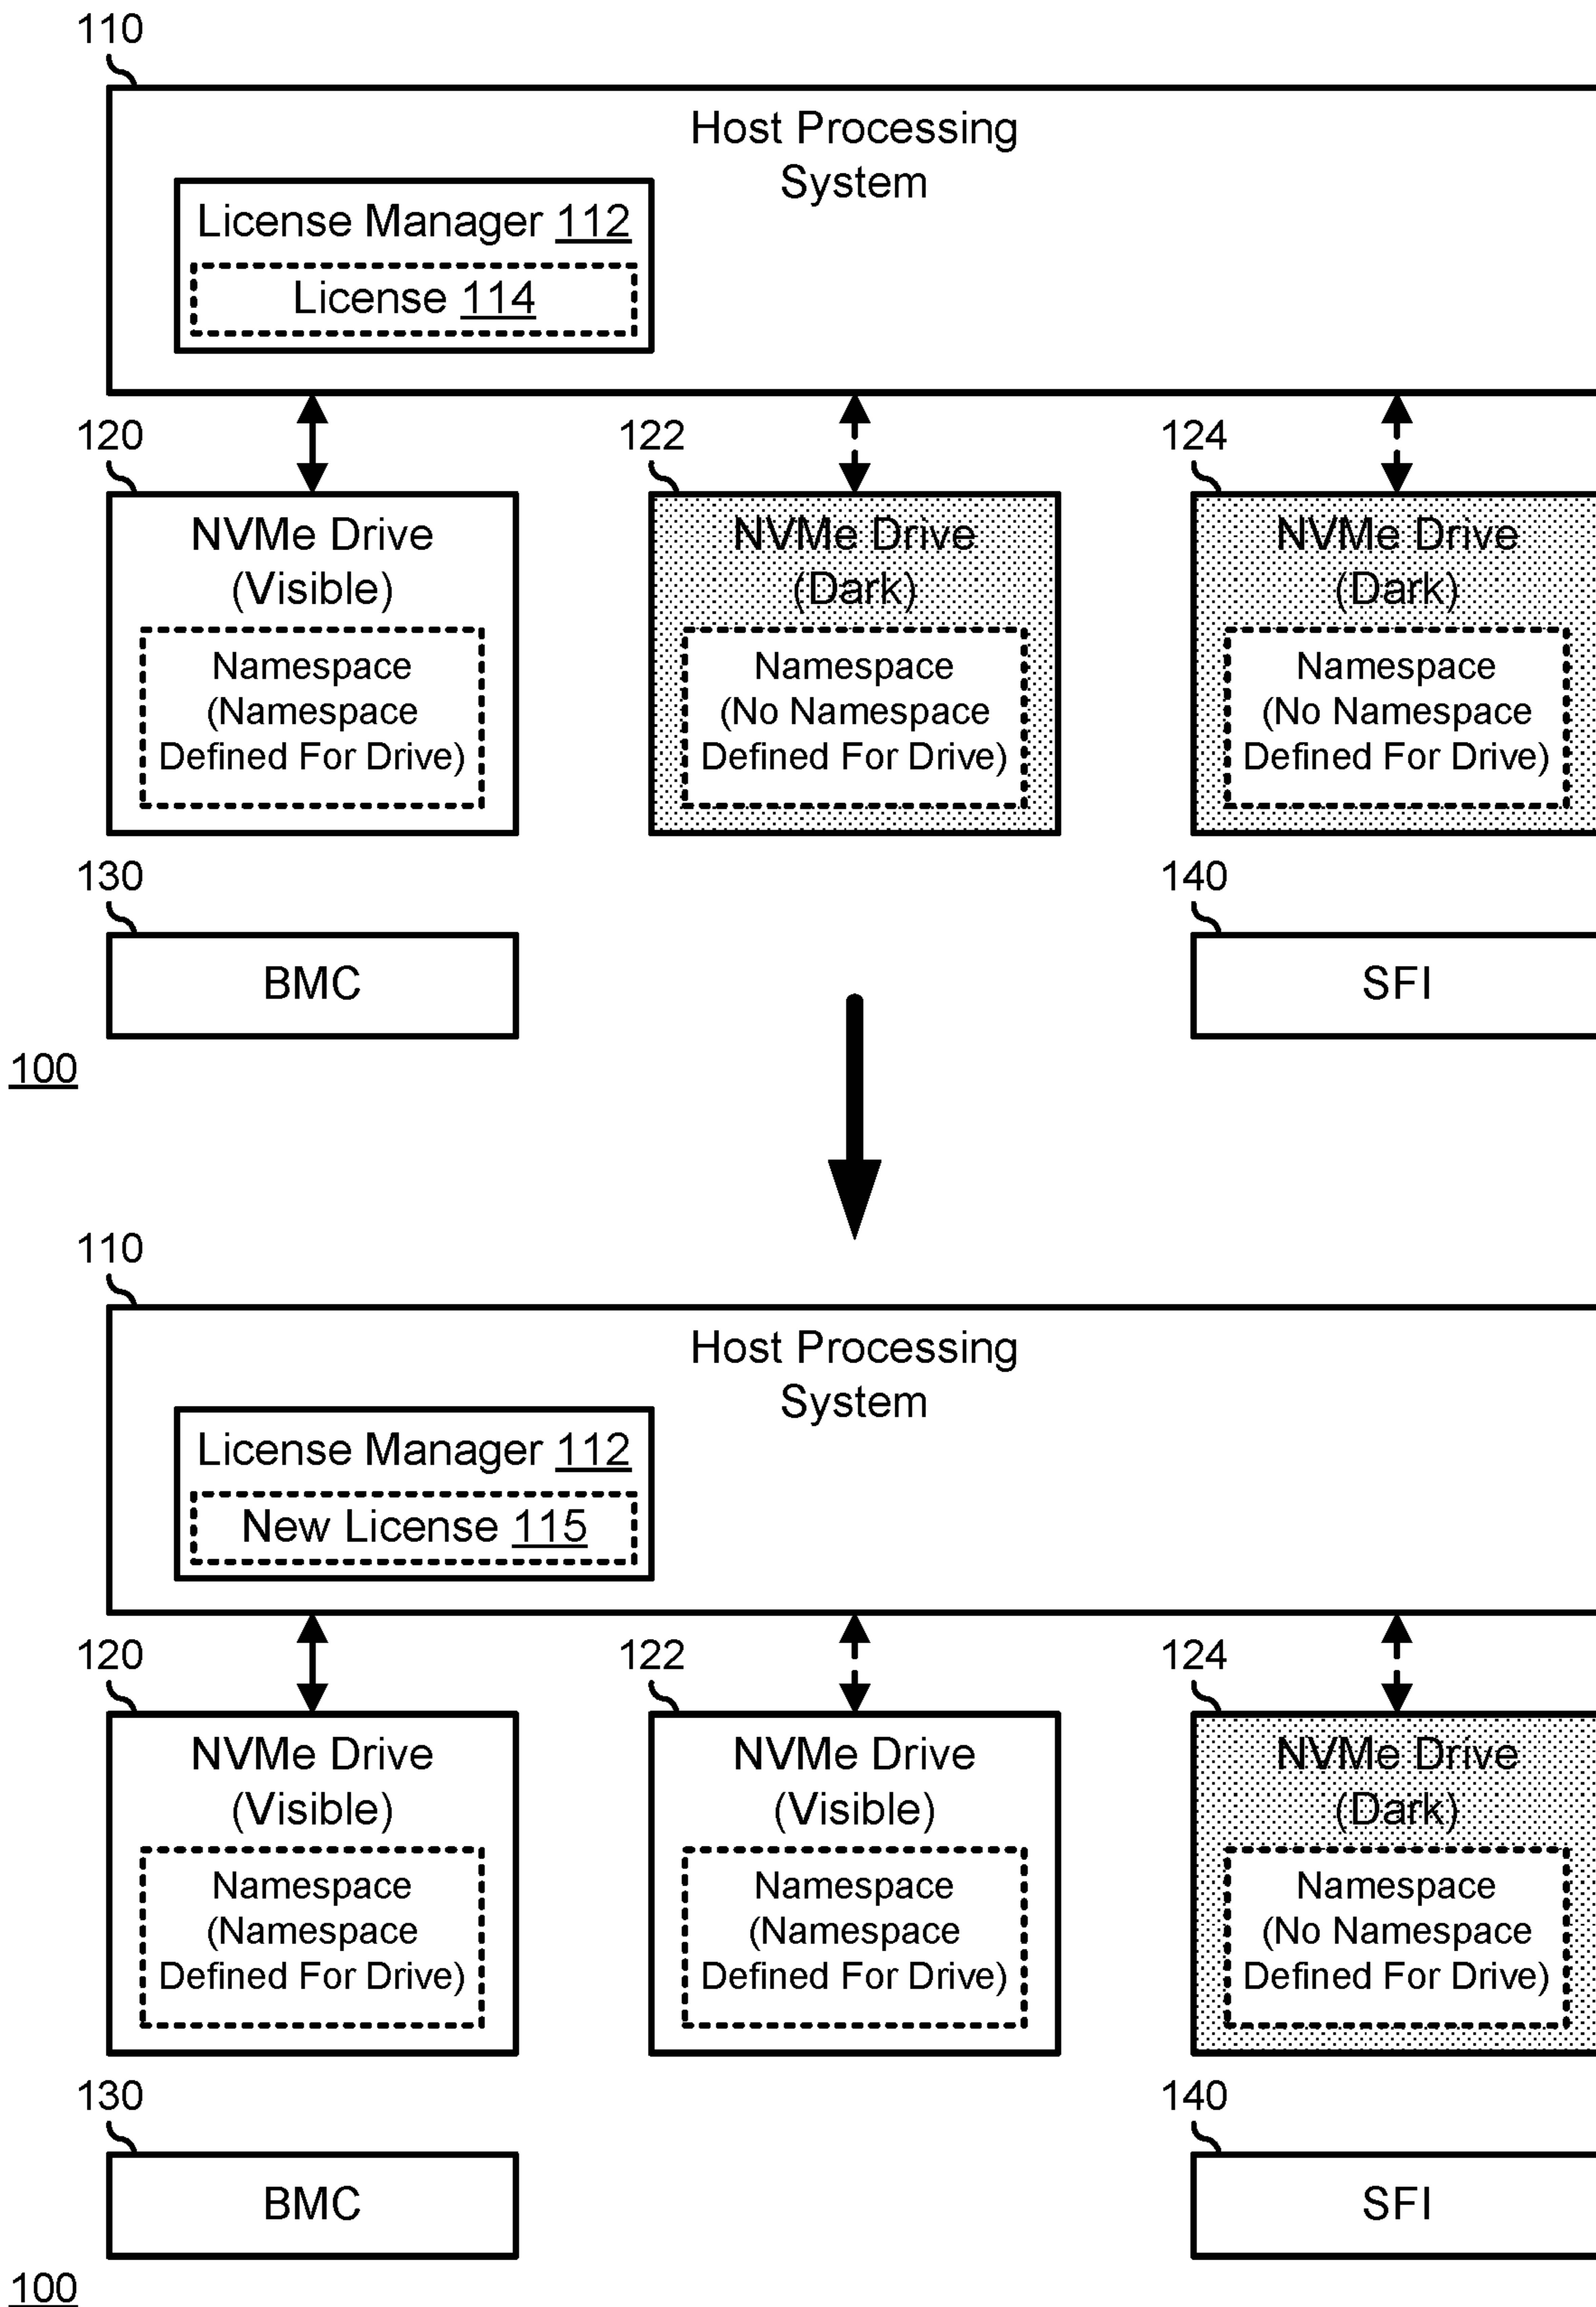 110
Host Processing
System
License Manager 112
License 114
120
122
124
NVMe Drive
(Visible)
Namespace
(Namespace
Defined For Drive)
NVMe Drive
(Dark)
Namespace
(No Namespace
Defined For Drive)
NVMe Drive
(Dark)
Namespace
(No Namespace
Defined For Drive)
130
BMC
140
SFI
100
110
Host Processing
System
License Manager 112
New License 115
120
122
124
NVMe Drive
(Visible)
Namespace
(Namespace
Defined For Drive)
NVMe Drive
(Visible)
Namespace
(Namespace
Defined For Drive)
NVMe Drive
(Dark)
Namespace
(No Namespace
Defined For Drive)
130
BMC
140
SFI
100